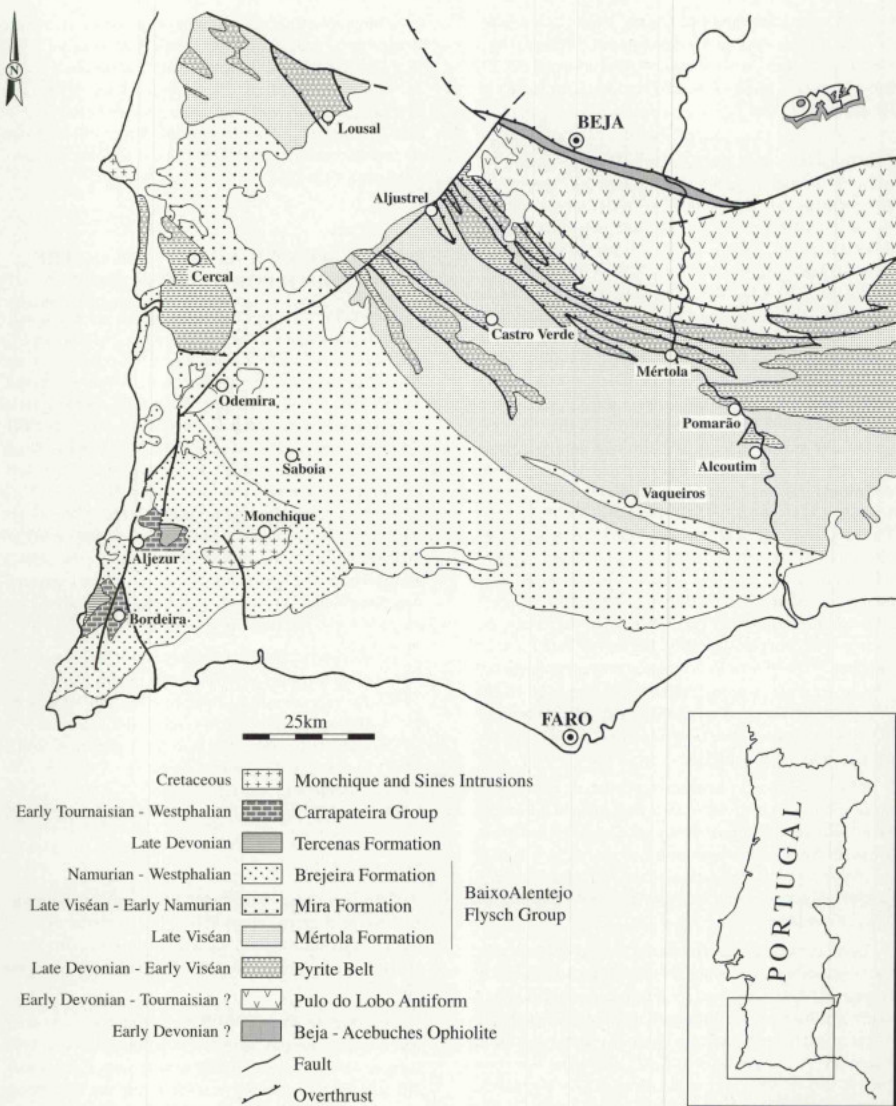 N
BEJA
Lousal
Aljustrel
Cercal
Castro Verde
Mértola
Odemira
Pomarão
Saboia
Alcoutim
Vaqueiros
Monchique
Aljezur
Bordeira
25km
FARO
Cretaceous Monchique and Sines Intrusions
Early Tournaisian - Westphalian Carrapateira Group
Late Devonian Tercenas Formation
Namurian - Westphalian Brejeira Formation
Late Viséan - Early Namurian Mira Formation
BaixoAlentejo
Flysch Group
Late Viséan Mértola Formation
Late Devonian - Early Viséan Pyrite Belt
Early Devonian - Tournaisian ? Pulo do Lobo Antiform
Early Devonian ? Beja - Acebuches Ophiolite
Fault
Overthrust
PORTUGAL